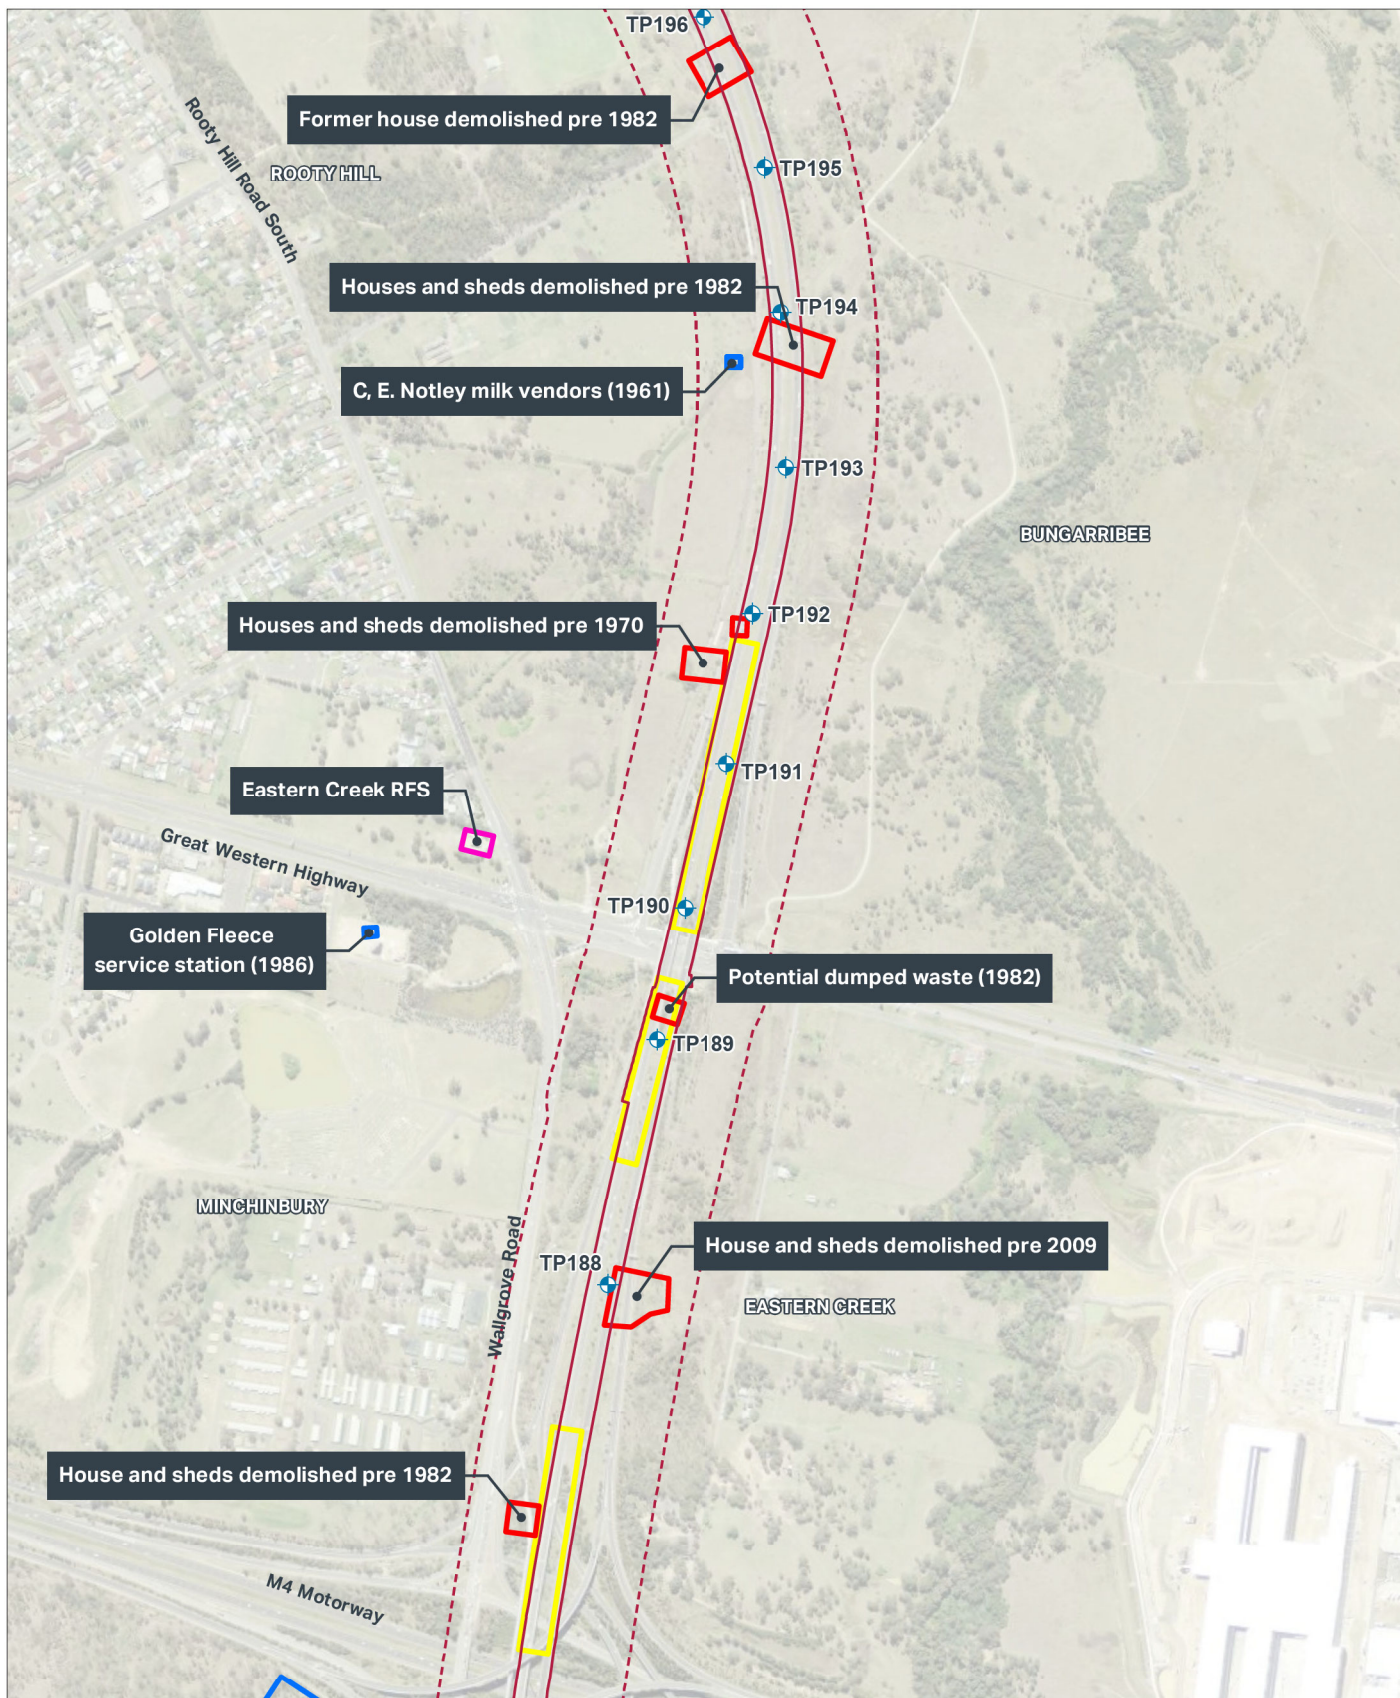 TP196
Former house demolished pre 1982
Rooty Hill Road South
ROOTY HILL
TP195
Houses and sheds demolished pre 1982
TP194
C, E. Notley milk vendors (1961)
TP193
BUNGARRIBEE
TP192
Houses and sheds demolished pre 1970
TP191
Eastern Creek RFS
Great Western Highway
TP190
Golden Fleece
service station (1986)
Potential dumped waste (1982)
TP189
MINCHINBURY
Wallgrove Road
House and sheds demolished pre 2009
TP188
EASTERN CREEK
House and sheds demolished pre 1982
M4 Motorway